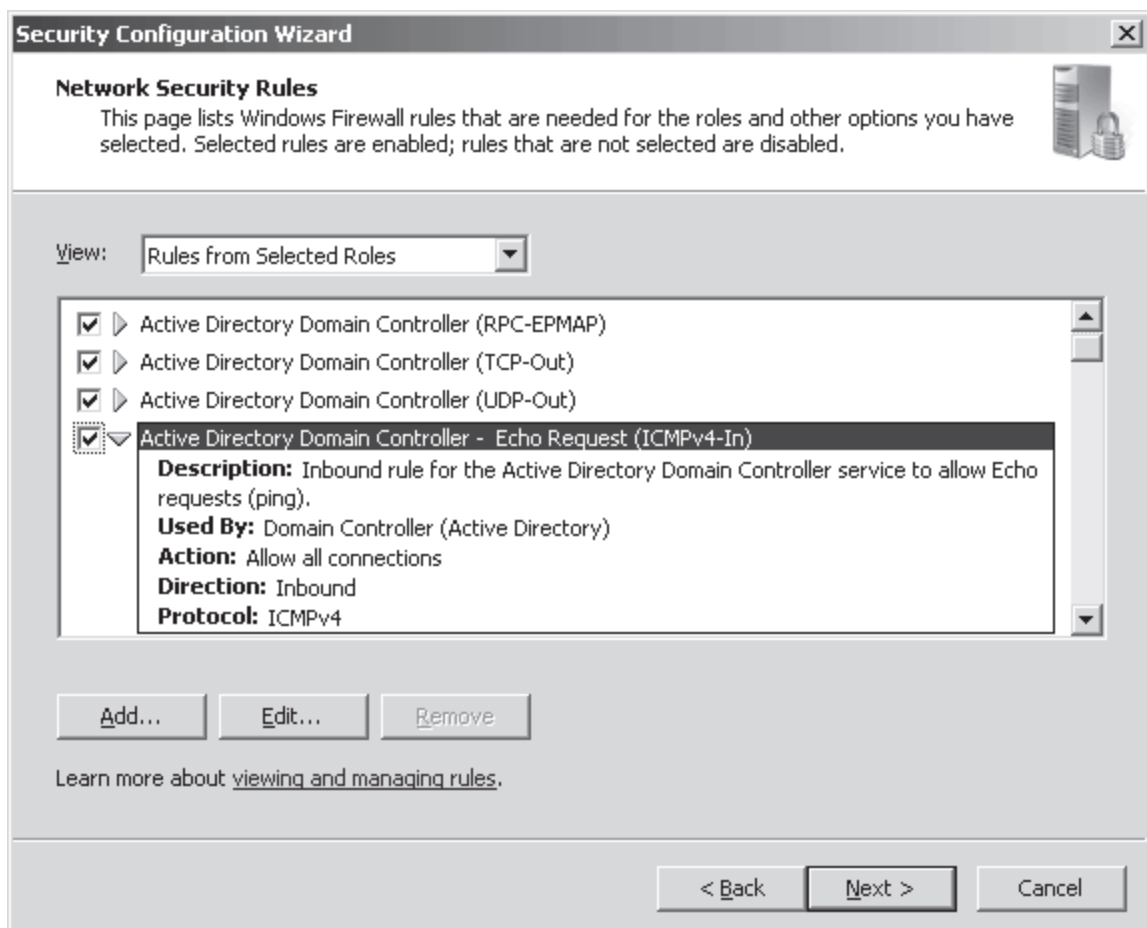 Security Configuration Wizard
Network Security Rules
This page lists Windows Firewall rules that are needed for the roles and other options you have
selected. Selected rules are enabled; rules that are not selected are disabled.
View: Rules from Selected Roles
Active Directory Domain Controller (RPC-EPMAP)
Active Directory Domain Controller (TCP-Out)
Active Directory Domain Controller (UDP-Out)
Active Directory Domain Controller - Echo Request (ICMPv4-In)
Description: Inbound rule for the Active Directory Domain Controller service to allow Echo
requests (ping).
Used By: Domain Controller (Active Directory)
Action: Allow all connections
Direction: Inbound
Protocol: ICMPv4
Add... Edit... Remove
Learn more about viewing and managing rules.
< Back Next > Cancel